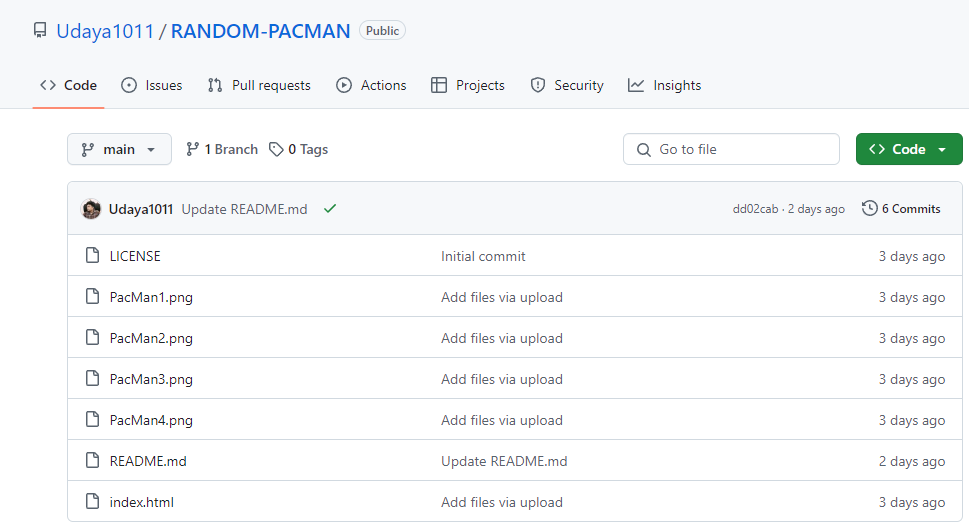 Udaya1011 / RANDOM-PACMAN Public
Code Issues Pull requests Actions Projects Security Insights
main 1 Branch 0 Tags Go to file Code
Udaya1011 Update README.md dd02cab · 2 days ago 6 Commits
LICENSE Initial commit 3 days ago
PacMan1.png Add files via upload 3 days ago
PacMan2.png Add files via upload 3 days ago
PacMan3.png Add files via upload 3 days ago
PacMan4.png Add files via upload 3 days ago
README.md Update README.md 2 days ago
index.html Add files via upload 3 days ago